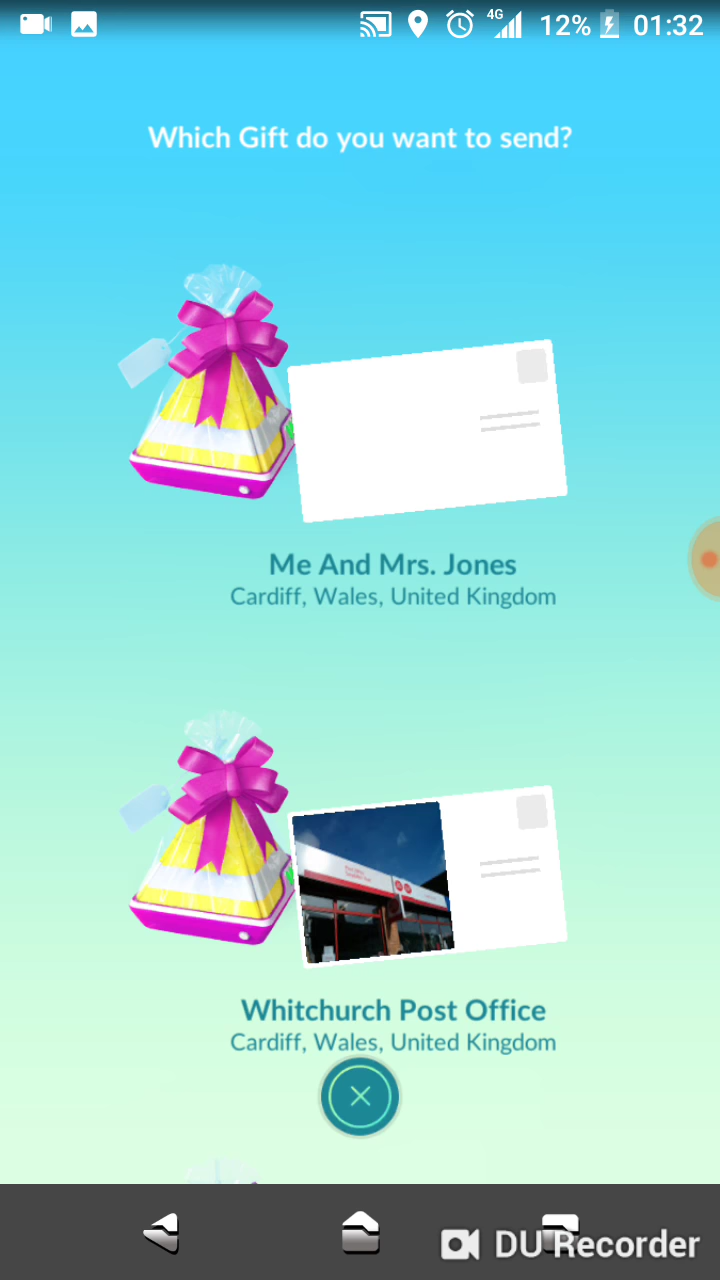 4G 12% 01:32
Which Gift do you want to send?
Me And Mrs. Jones
Cardiff, Wales, United Kingdom
Whitchurch Post Office
Cardiff, Wales, United Kingdom
DU Recorder